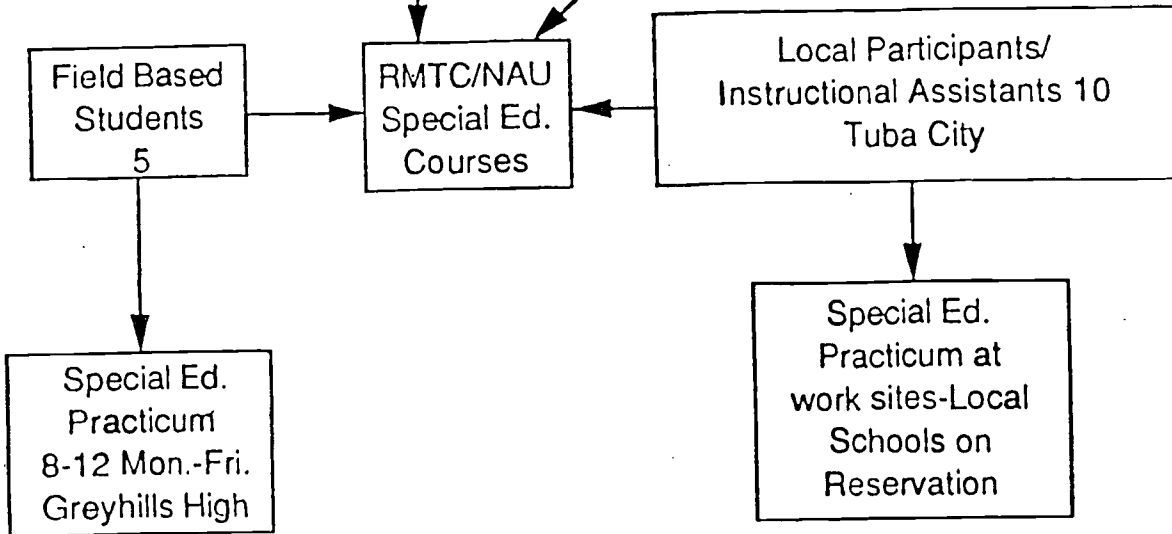 Field Based
Students
5
RMTC/NAU
Special Ed.
Courses
Local Participants/
Instructional Assistants 10
Tuba City
Special Ed.
Practicum
8-12 Mon.-Fri.
Greyhills High
Special Ed.
Practicum at
work sites-Local
Schools on
Reservation